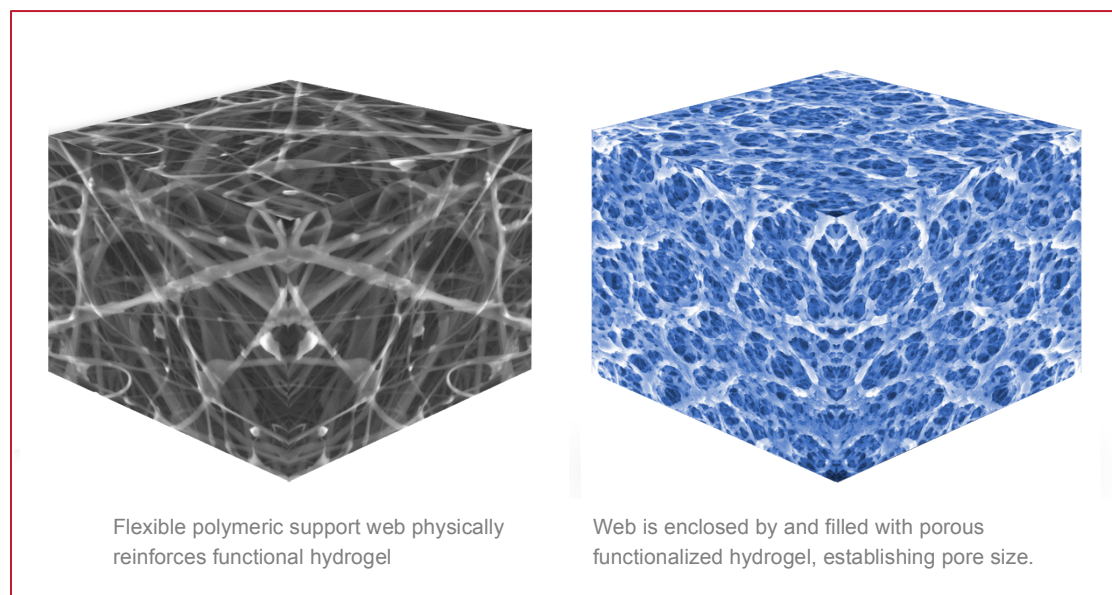 Flexible polymeric support web physically
reinforces functional hydrogel
Web is enclosed by and filled with porous
functionalized hydrogel, establishing pore size.